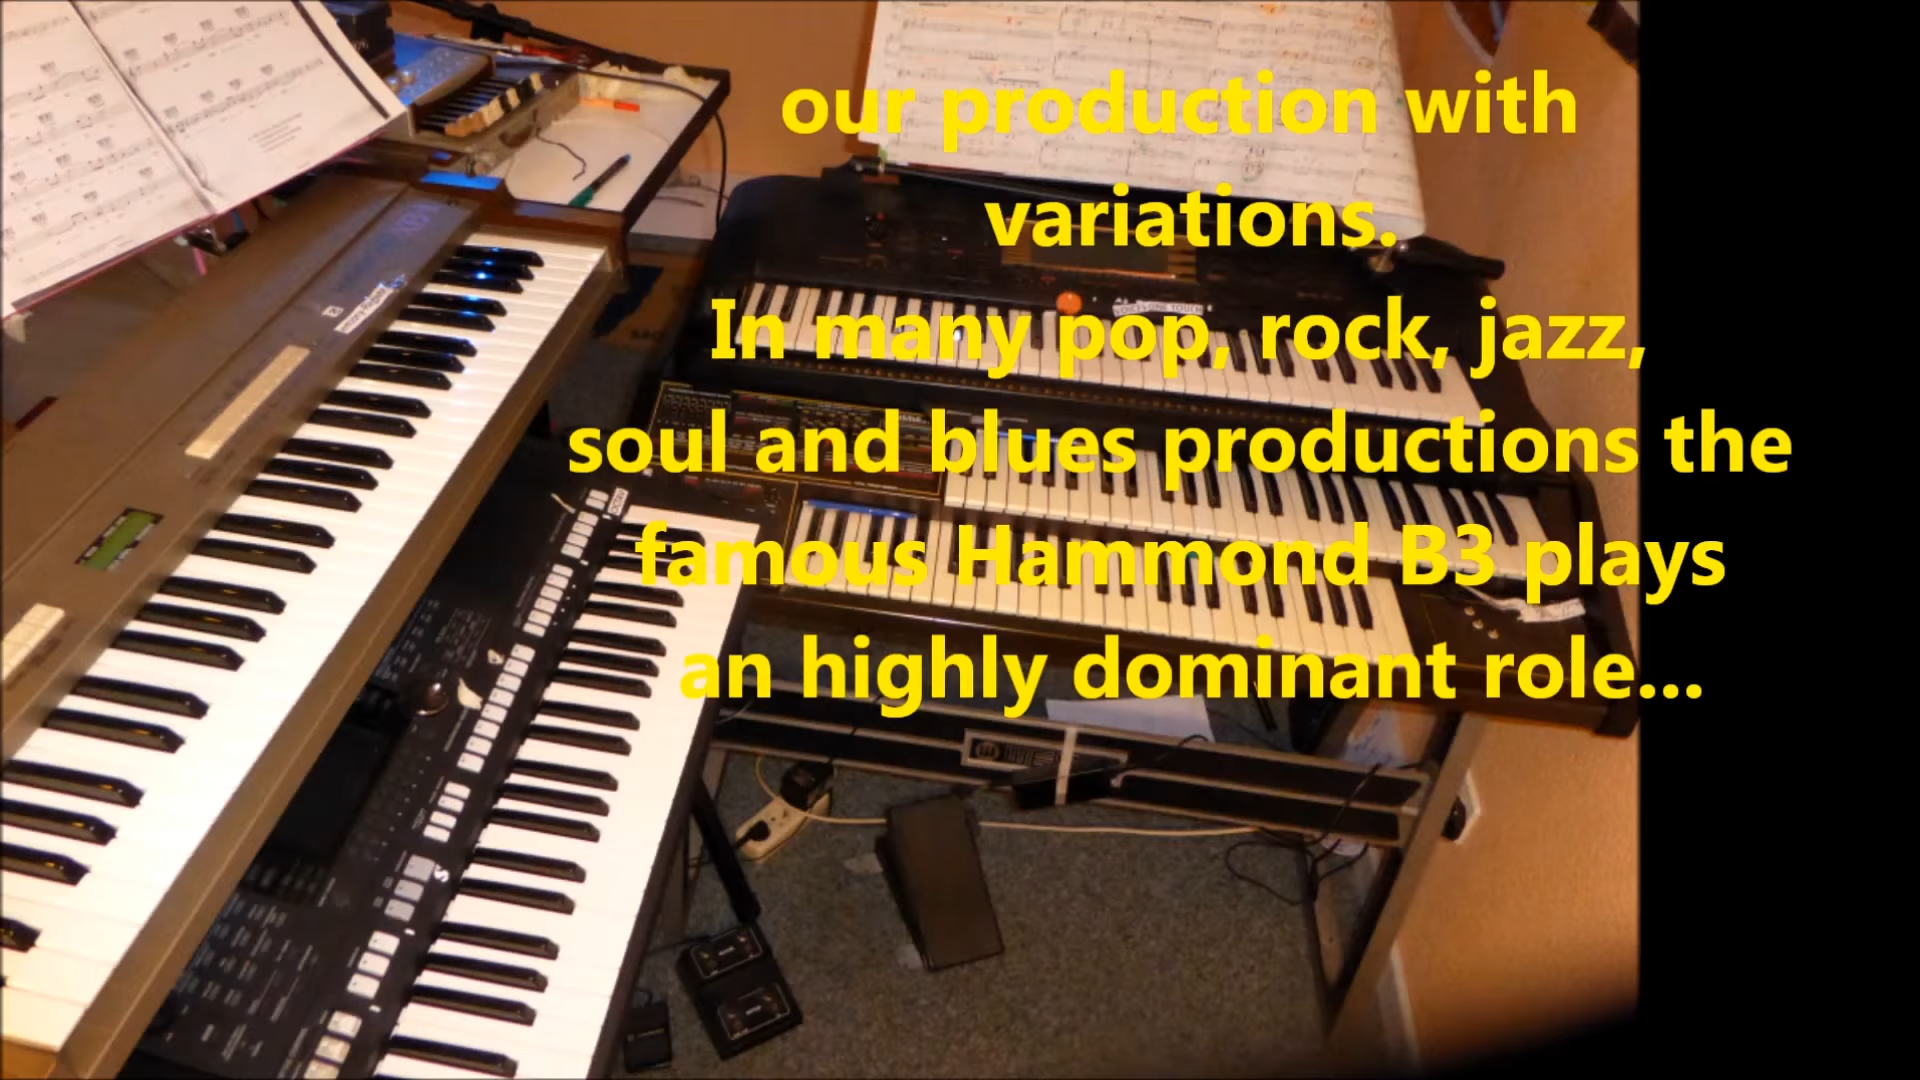 our production with
variations.
In many pop, rock, jazz,
soul and blues productions the
famous Hammond B3 plays
an highly dominant role...